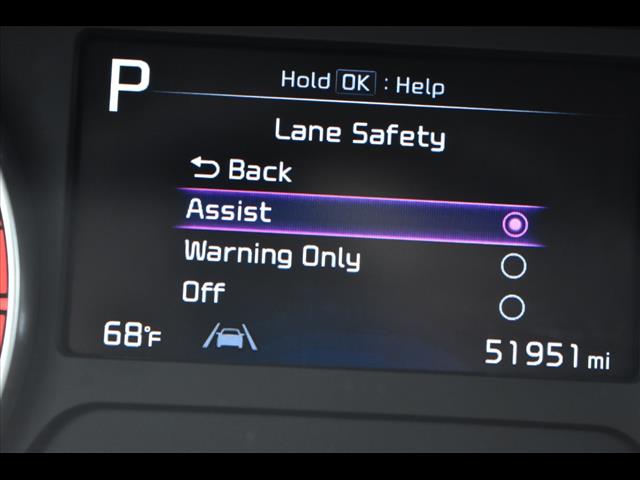 P
Hold OK : Help
Lane Safety
Back
Assist
Warning Only
Off
68°F
51951 mi